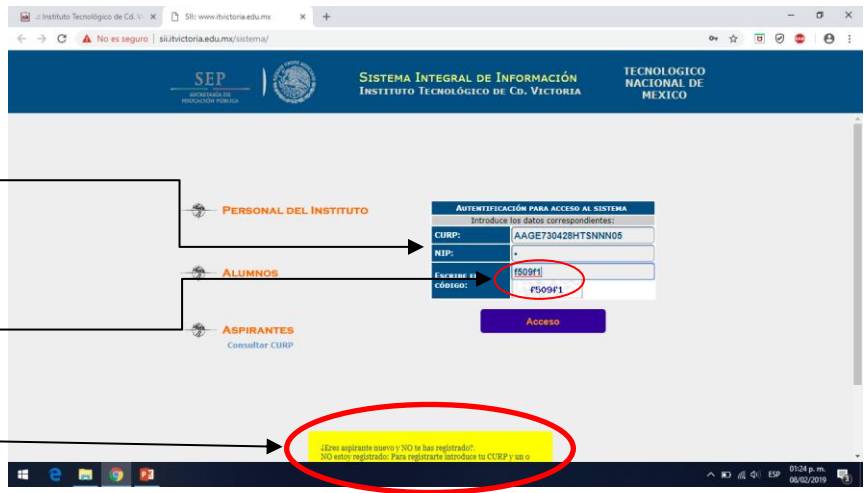 .:: Instituto Tecnológico de Cd. Vi
SII: www.itvictoria.edu.mx
No es seguro | sii.itvictoria.edu.mx/sistema/
SEP
SECRETARÍA DE
EDUCACIÓN PÚBLICA
SISTEMA INTEGRAL DE INFORMACIÓN
INSTITUTO TECNOLÓGICO DE CD. VICTORIA
TECNOLOGICO
NACIONAL DE
MEXICO
PERSONAL DEL INSTITUTO
ALUMNOS
ASPIRANTES
Consultar CURP
AUTENTIFICACIÓN PARA ACCESO AL SISTEMA
Introduce los datos correspondientes:
CURP: AAGE730428HTSNNN05
NIP: •
ESCRIBE EL f509f1
CÓDIGO: f509f1
Acceso
¿Eres aspirante nuevo y NO te has registrado?.
NO estoy registrado: Para registrarte introduce tu CURP y un 0
ESP
01:24 p. m.
08/02/2019